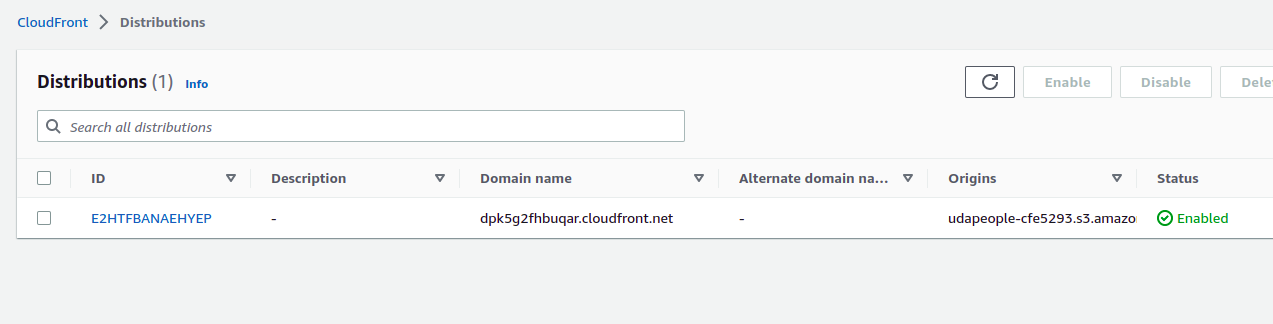 CloudFront > Distributions
Distributions (1) Info
Enable Disable
Search all distributions
ID Description Domain name Alternate domain na... Origins Status
E2HTFBANAEHYEP - dpk5g2fhbuqar.cloudfront.net - udapeople-cfe5293.s3.amazo Enabled